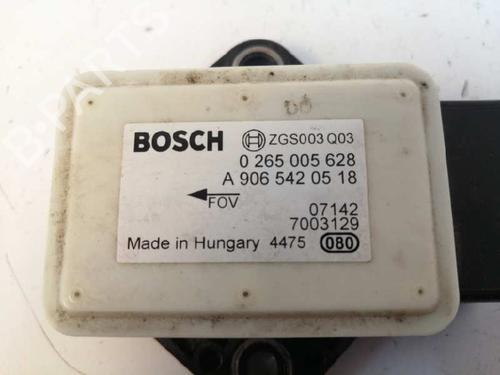 BOSCH ZGS003 Q03
0 265 005 628
A 906 542 05 18
FOV
07142
7003129
Made in Hungary 4475 080
B-PARTS